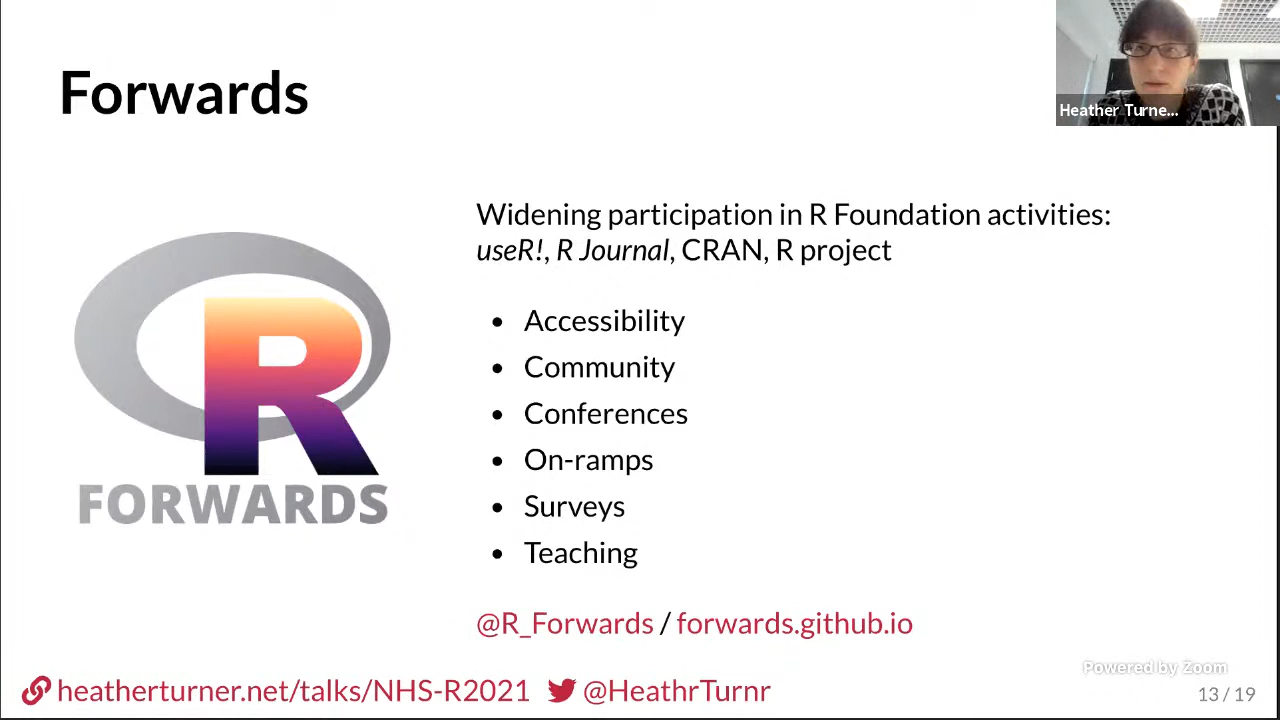 Forwards
Heather Turne...
Widening participation in R Foundation activities:
useR!, R Journal, CRAN, R project
• Accessibility
• Community
• Conferences
• On-ramps
• Surveys
• Teaching
R
FORWARDS
@R_Forwards / forwards.github.io
Powered by Zoom
heatherturner.net/talks/NHS-R2021 @HeathrTurnr
13 / 19